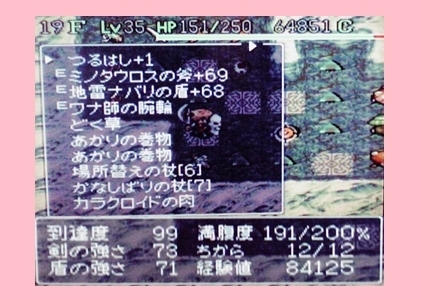 19F Lv35 HP151/250 64851G
つるはし+1
E ミノタウロスの斧+69
E 地雷ナバリの盾+68
E ワナ師の腕輪
どく草
あかりの巻物
あかりの巻物
場所替えの杖[6]
かなしばりの杖[7]
カラクロイドの肉
到達度 99 満腹度 191/200%
剣の強さ 73 ちから 12/12
盾の強さ 71 経験値 84125